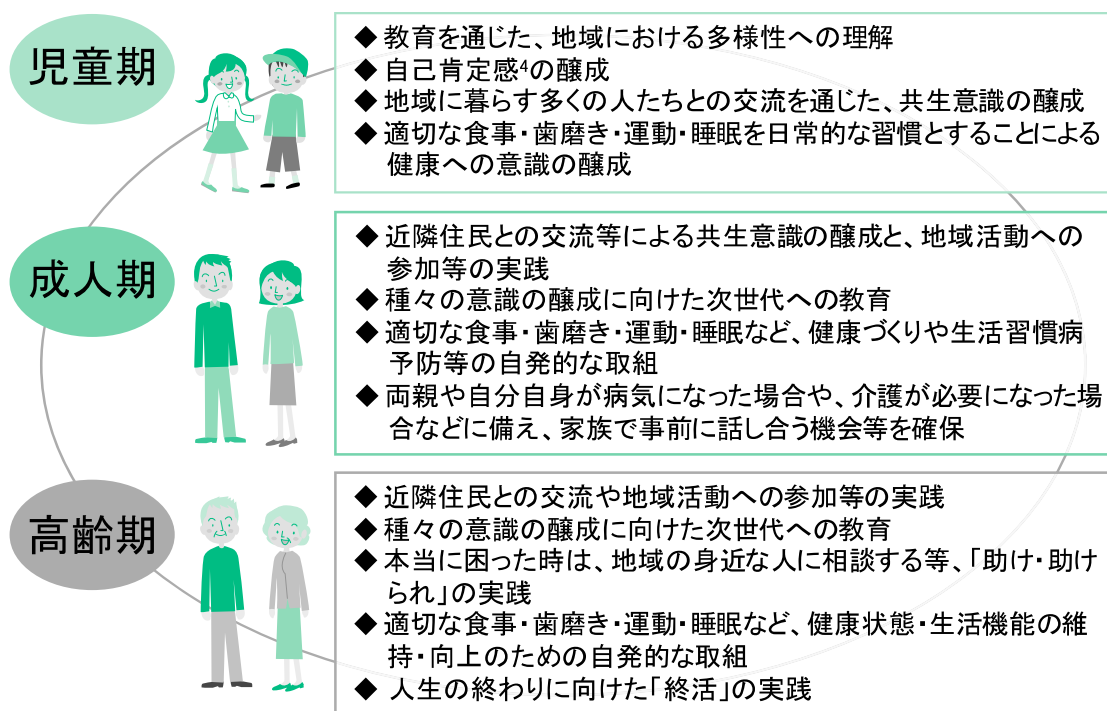 児童期
◆ 教育を通じた、地域における多様性への理解
◆ 自己肯定感⁴の醸成
◆ 地域に暮らす多くの人たちとの交流を通じた、共生意識の醸成
◆ 適切な食事・歯磨き・運動・睡眠を日常的な習慣とすることによる
健康への意識の醸成
成人期
◆ 近隣住民との交流等による共生意識の醸成と、地域活動への
参加等の実践
◆ 種々の意識の醸成に向けた次世代への教育
◆ 適切な食事・歯磨き・運動・睡眠など、健康づくりや生活習慣病
予防等の自発的な取組
◆ 両親や自分自身が病気になった場合や、介護が必要になった場
合などに備え、家族で事前に話し合う機会等を確保
高齢期
◆ 近隣住民との交流や地域活動への参加等の実践
◆ 種々の意識の醸成に向けた次世代への教育
◆ 本当に困った時は、地域の身近な人に相談する等、「助け・助け
られ」の実践
◆ 適切な食事・歯磨き・運動・睡眠など、健康状態・生活機能の維
持・向上のための自発的な取組
◆ 人生の終わりに向けた「終活」の実践